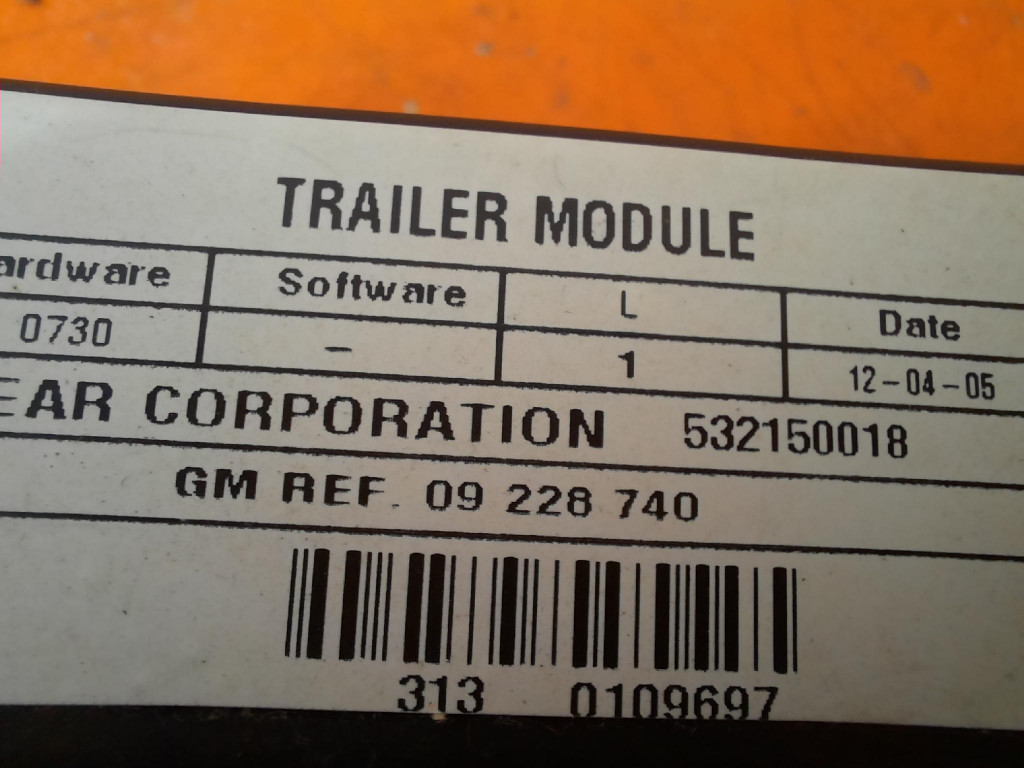 TRAILER MODULE
ardware Software L Date
0730 – 1 12-04-05
EAR CORPORATION 532150018
GM REF. 09 228 740
313 0109697